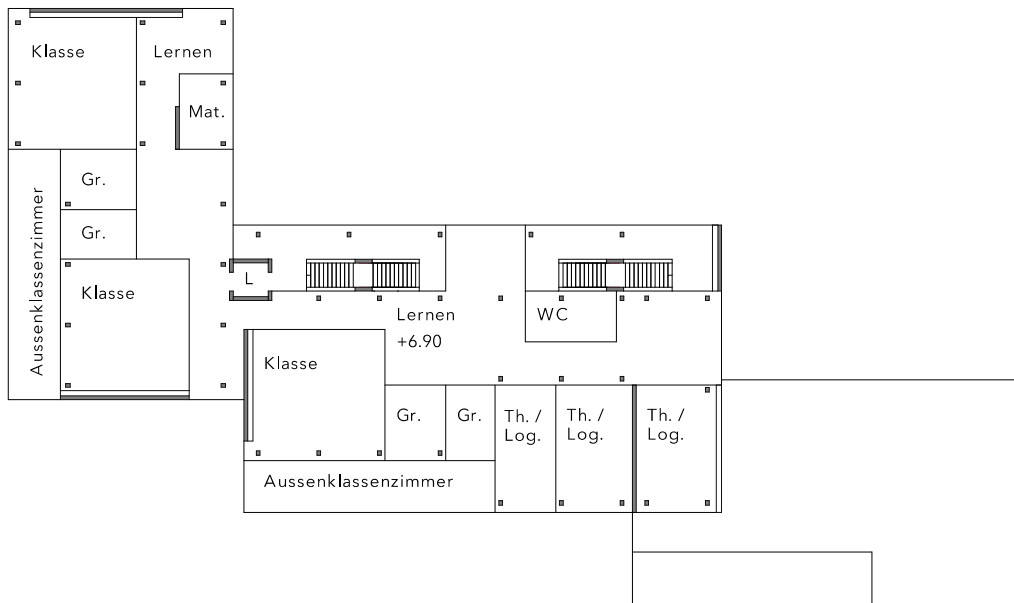 Klasse
Lernen
Mat.
Gr.
Gr.
Aussenklassenzimmer
Klasse
L
Lernen
+6.90
WC
Klasse
Gr.
Gr.
Th. /
Log.
Th. /
Log.
Th. /
Log.
Aussenklassenzimmer